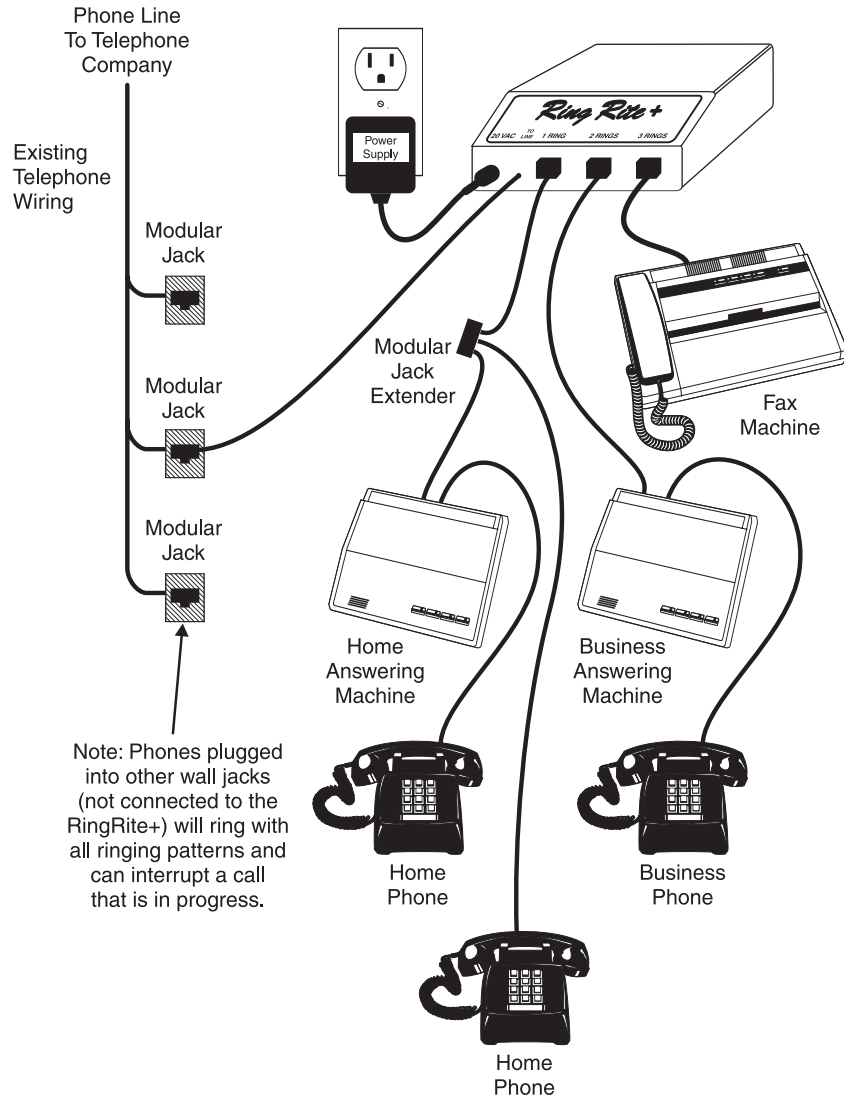 Phone Line
To Telephone
Company
Existing
Telephone
Wiring
Power
Supply
Ring Rite +
20 VAC
TO
LINE
1 RING
2 RINGS
3 RINGS
Modular
Jack
Modular
Jack
Extender
Fax
Machine
Modular
Jack
Modular
Jack
Home
Answering
Machine
Business
Answering
Machine
Note: Phones plugged
into other wall jacks
(not connected to the
RingRite+) will ring with
all ringing patterns and
can interrupt a call
that is in progress.
Home
Phone
Business
Phone
Home
Phone